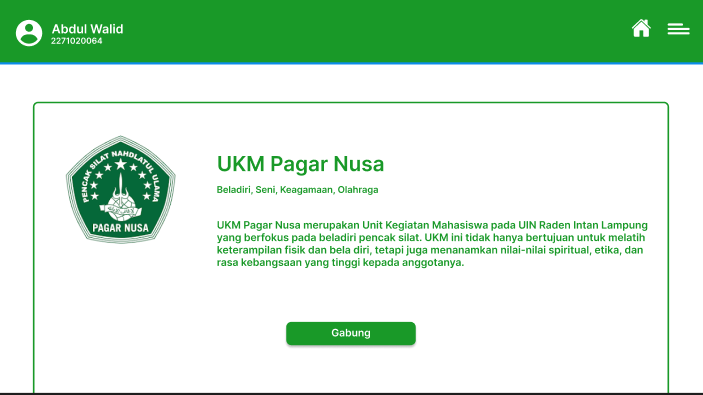 Abdul Walid
2271020064
PENCAK SILAT NAHDLATUL ULAMA
PAGAR NUSA
UKM Pagar Nusa
Beladiri, Seni, Keagamaan, Olahraga
UKM Pagar Nusa merupakan Unit Kegiatan Mahasiswa pada UIN Raden Intan Lampung
yang berfokus pada beladiri pencak silat. UKM ini tidak hanya bertujuan untuk melatih
keterampilan fisik dan bela diri, tetapi juga menanamkan nilai-nilai spiritual, etika, dan
rasa kebangsaan yang tinggi kepada anggotanya.
Gabung